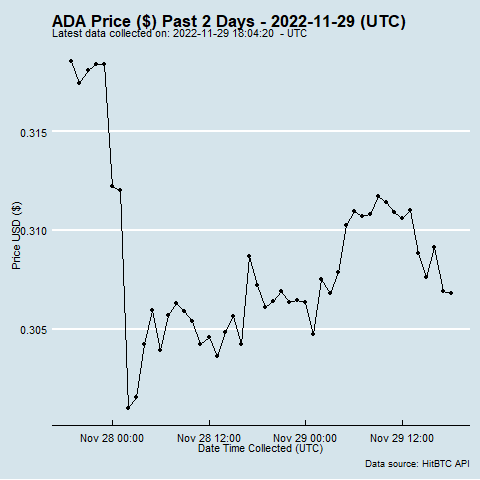 ADA Price ($) Past 2 Days - 2022-11-29 (UTC)
Latest data collected on: 2022-11-29 18:04:20 - UTC
0.315
0.310
0.305
Price USD ($)
Nov 28 00:00 Nov 28 12:00 Nov 29 00:00 Nov 29 12:00
Date Time Collected (UTC)
Data source: HitBTC API